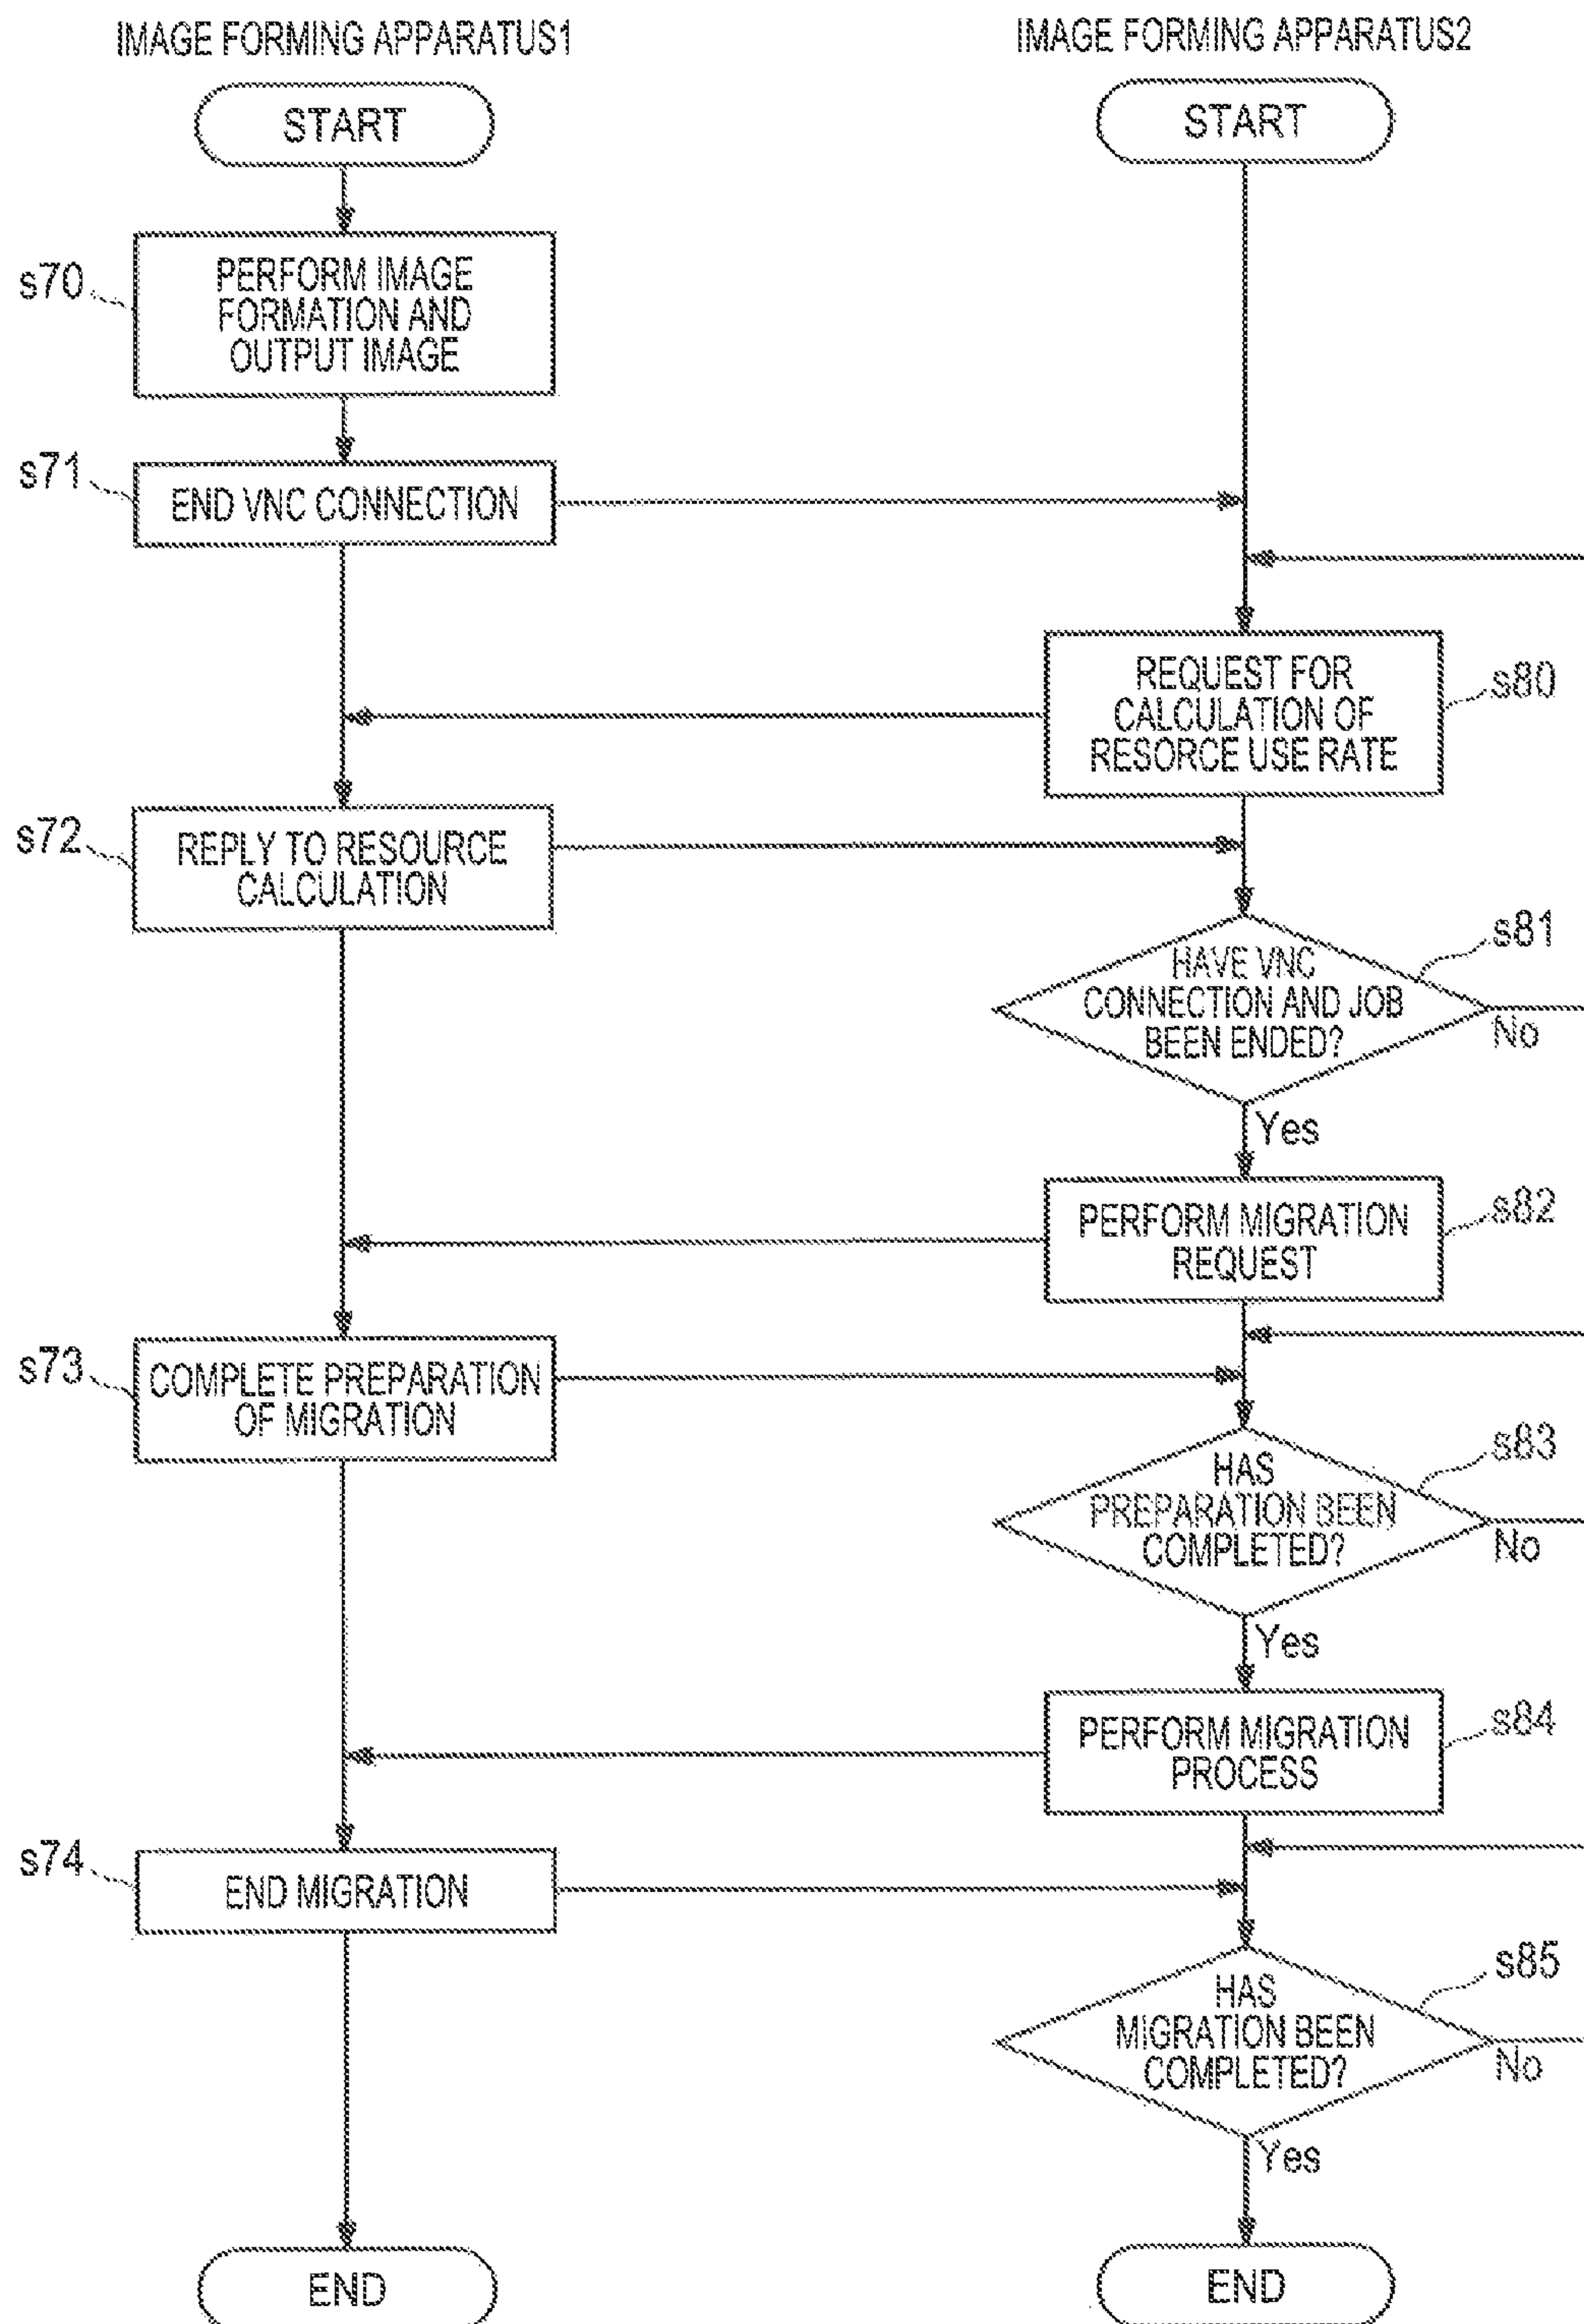 IMAGE FORMING APPARATUS1
START
s70
PERFORM IMAGE
FORMATION AND
OUTPUT IMAGE
s71
END VNC CONNECTION
s72
REPLY TO RESOURCE
CALCULATION
s73
COMPLETE PREPARATION
OF MIGRATION
s74
END MIGRATION
END
IMAGE FORMING APPARATUS2
START
REQUEST FOR
CALCULATION OF
RESORCE USE RATE
s80
HAVE VNC
CONNECTION AND JOB
BEEN ENDED?
s81
No
Yes
PERFORM MIGRATION
REQUEST
s82
HAS
PREPARATION BEEN
COMPLETED?
s83
No
Yes
PERFORM MIGRATION
PROCESS
s84
HAS
MIGRATION BEEN
COMPLETED?
s85
No
Yes
END